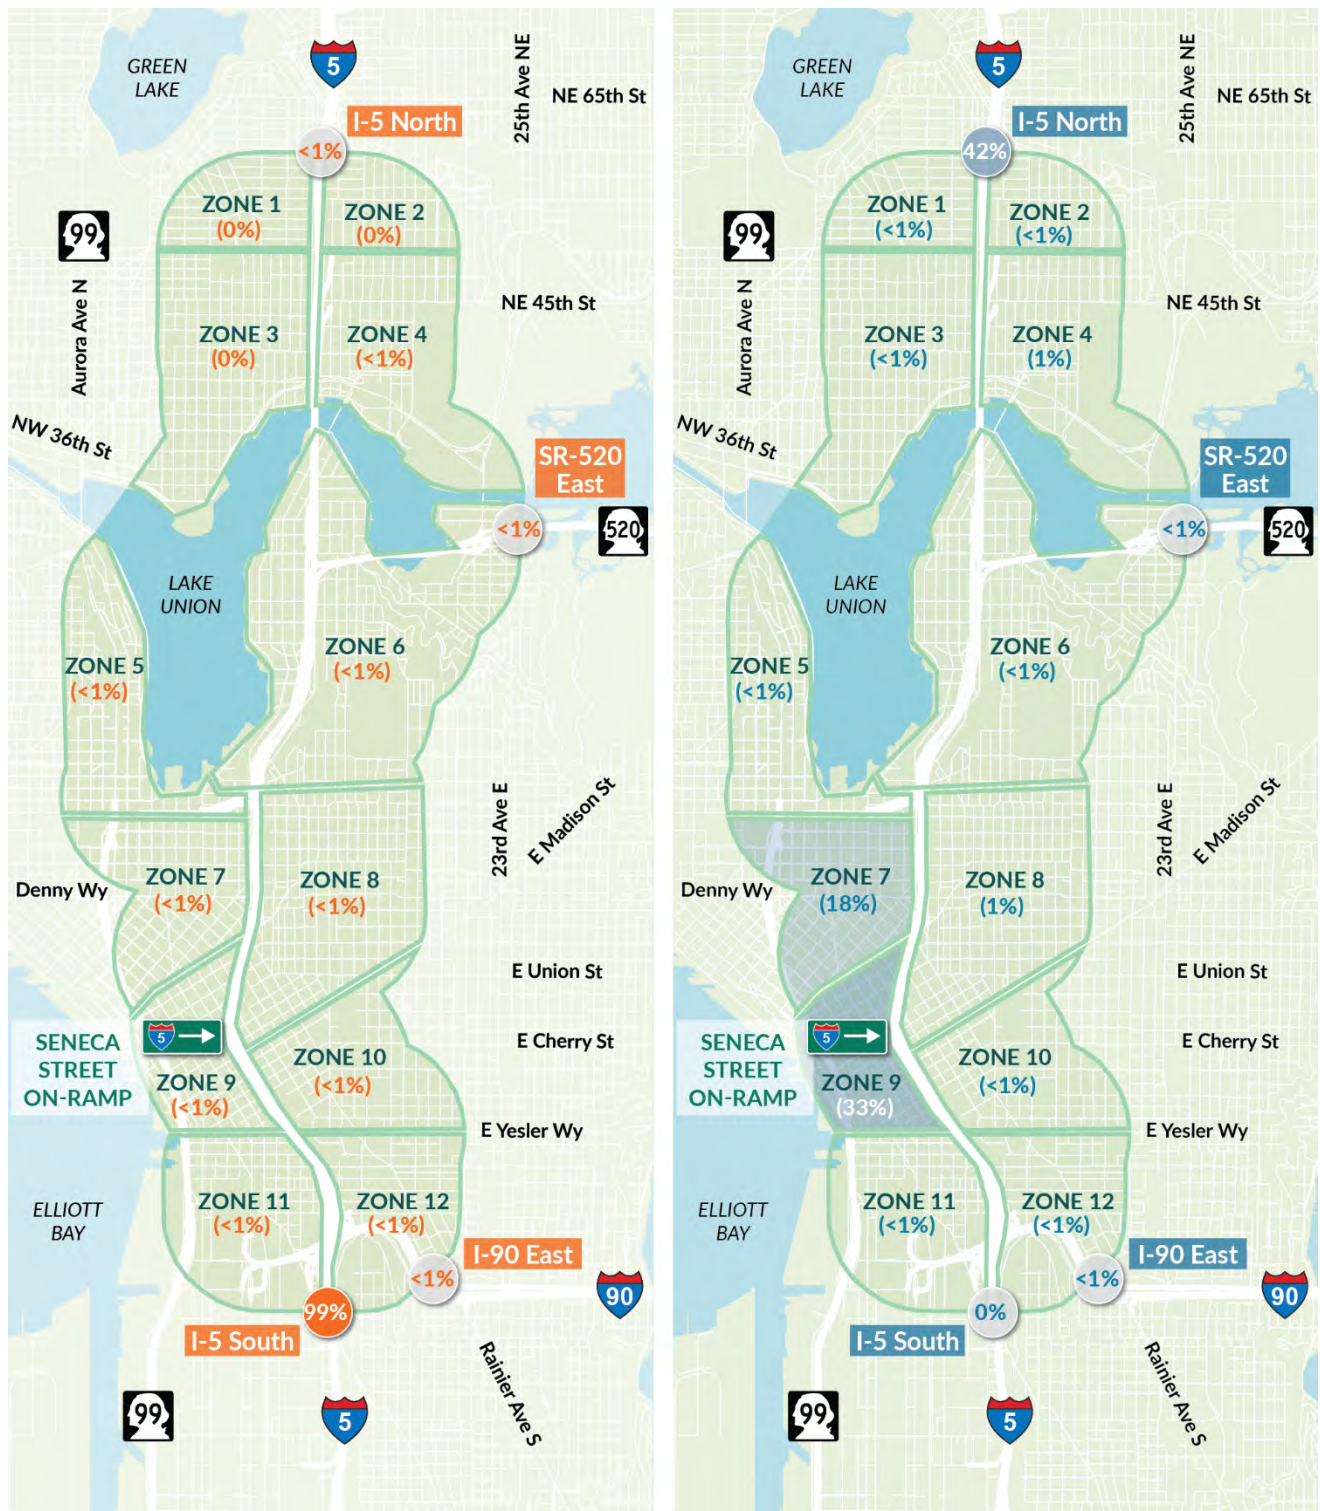 GREEN
LAKE
5
25th Ave NE
NE 65th St
I-5 North
<1%
ZONE 1
(0%)
ZONE 2
(0%)
99
Aurora Ave N
NE 45th St
ZONE 3
(0%)
ZONE 4
(<1%)
NW 36th St
SR-520
East
<1%
520
LAKE
UNION
ZONE 5
(<1%)
ZONE 6
(<1%)
23rd Ave E
E Madison St
Denny Wy
ZONE 7
(<1%)
ZONE 8
(<1%)
E Union St
SENECA
STREET
ON-RAMP
5
E Cherry St
ZONE 9
(<1%)
ZONE 10
(<1%)
E Yesler Wy
ELLIOTT
BAY
ZONE 11
(<1%)
ZONE 12
(<1%)
I-90 East
<1%
90
99%
I-5 South
Rainier Ave S
99
5
GREEN
LAKE
5
25th Ave NE
NE 65th St
I-5 North
42%
ZONE 1
(<1%)
ZONE 2
(<1%)
99
Aurora Ave N
NE 45th St
ZONE 3
(<1%)
ZONE 4
(1%)
NW 36th St
SR-520
East
<1%
520
LAKE
UNION
ZONE 5
(<1%)
ZONE 6
(<1%)
23rd Ave E
E Madison St
Denny Wy
ZONE 7
(18%)
ZONE 8
(1%)
E Union St
SENECA
STREET
ON-RAMP
5
E Cherry St
ZONE 9
(33%)
ZONE 10
(<1%)
E Yesler Wy
ELLIOTT
BAY
ZONE 11
(<1%)
ZONE 12
(<1%)
I-90 East
<1%
90
0%
I-5 South
Rainier Ave S
99
5